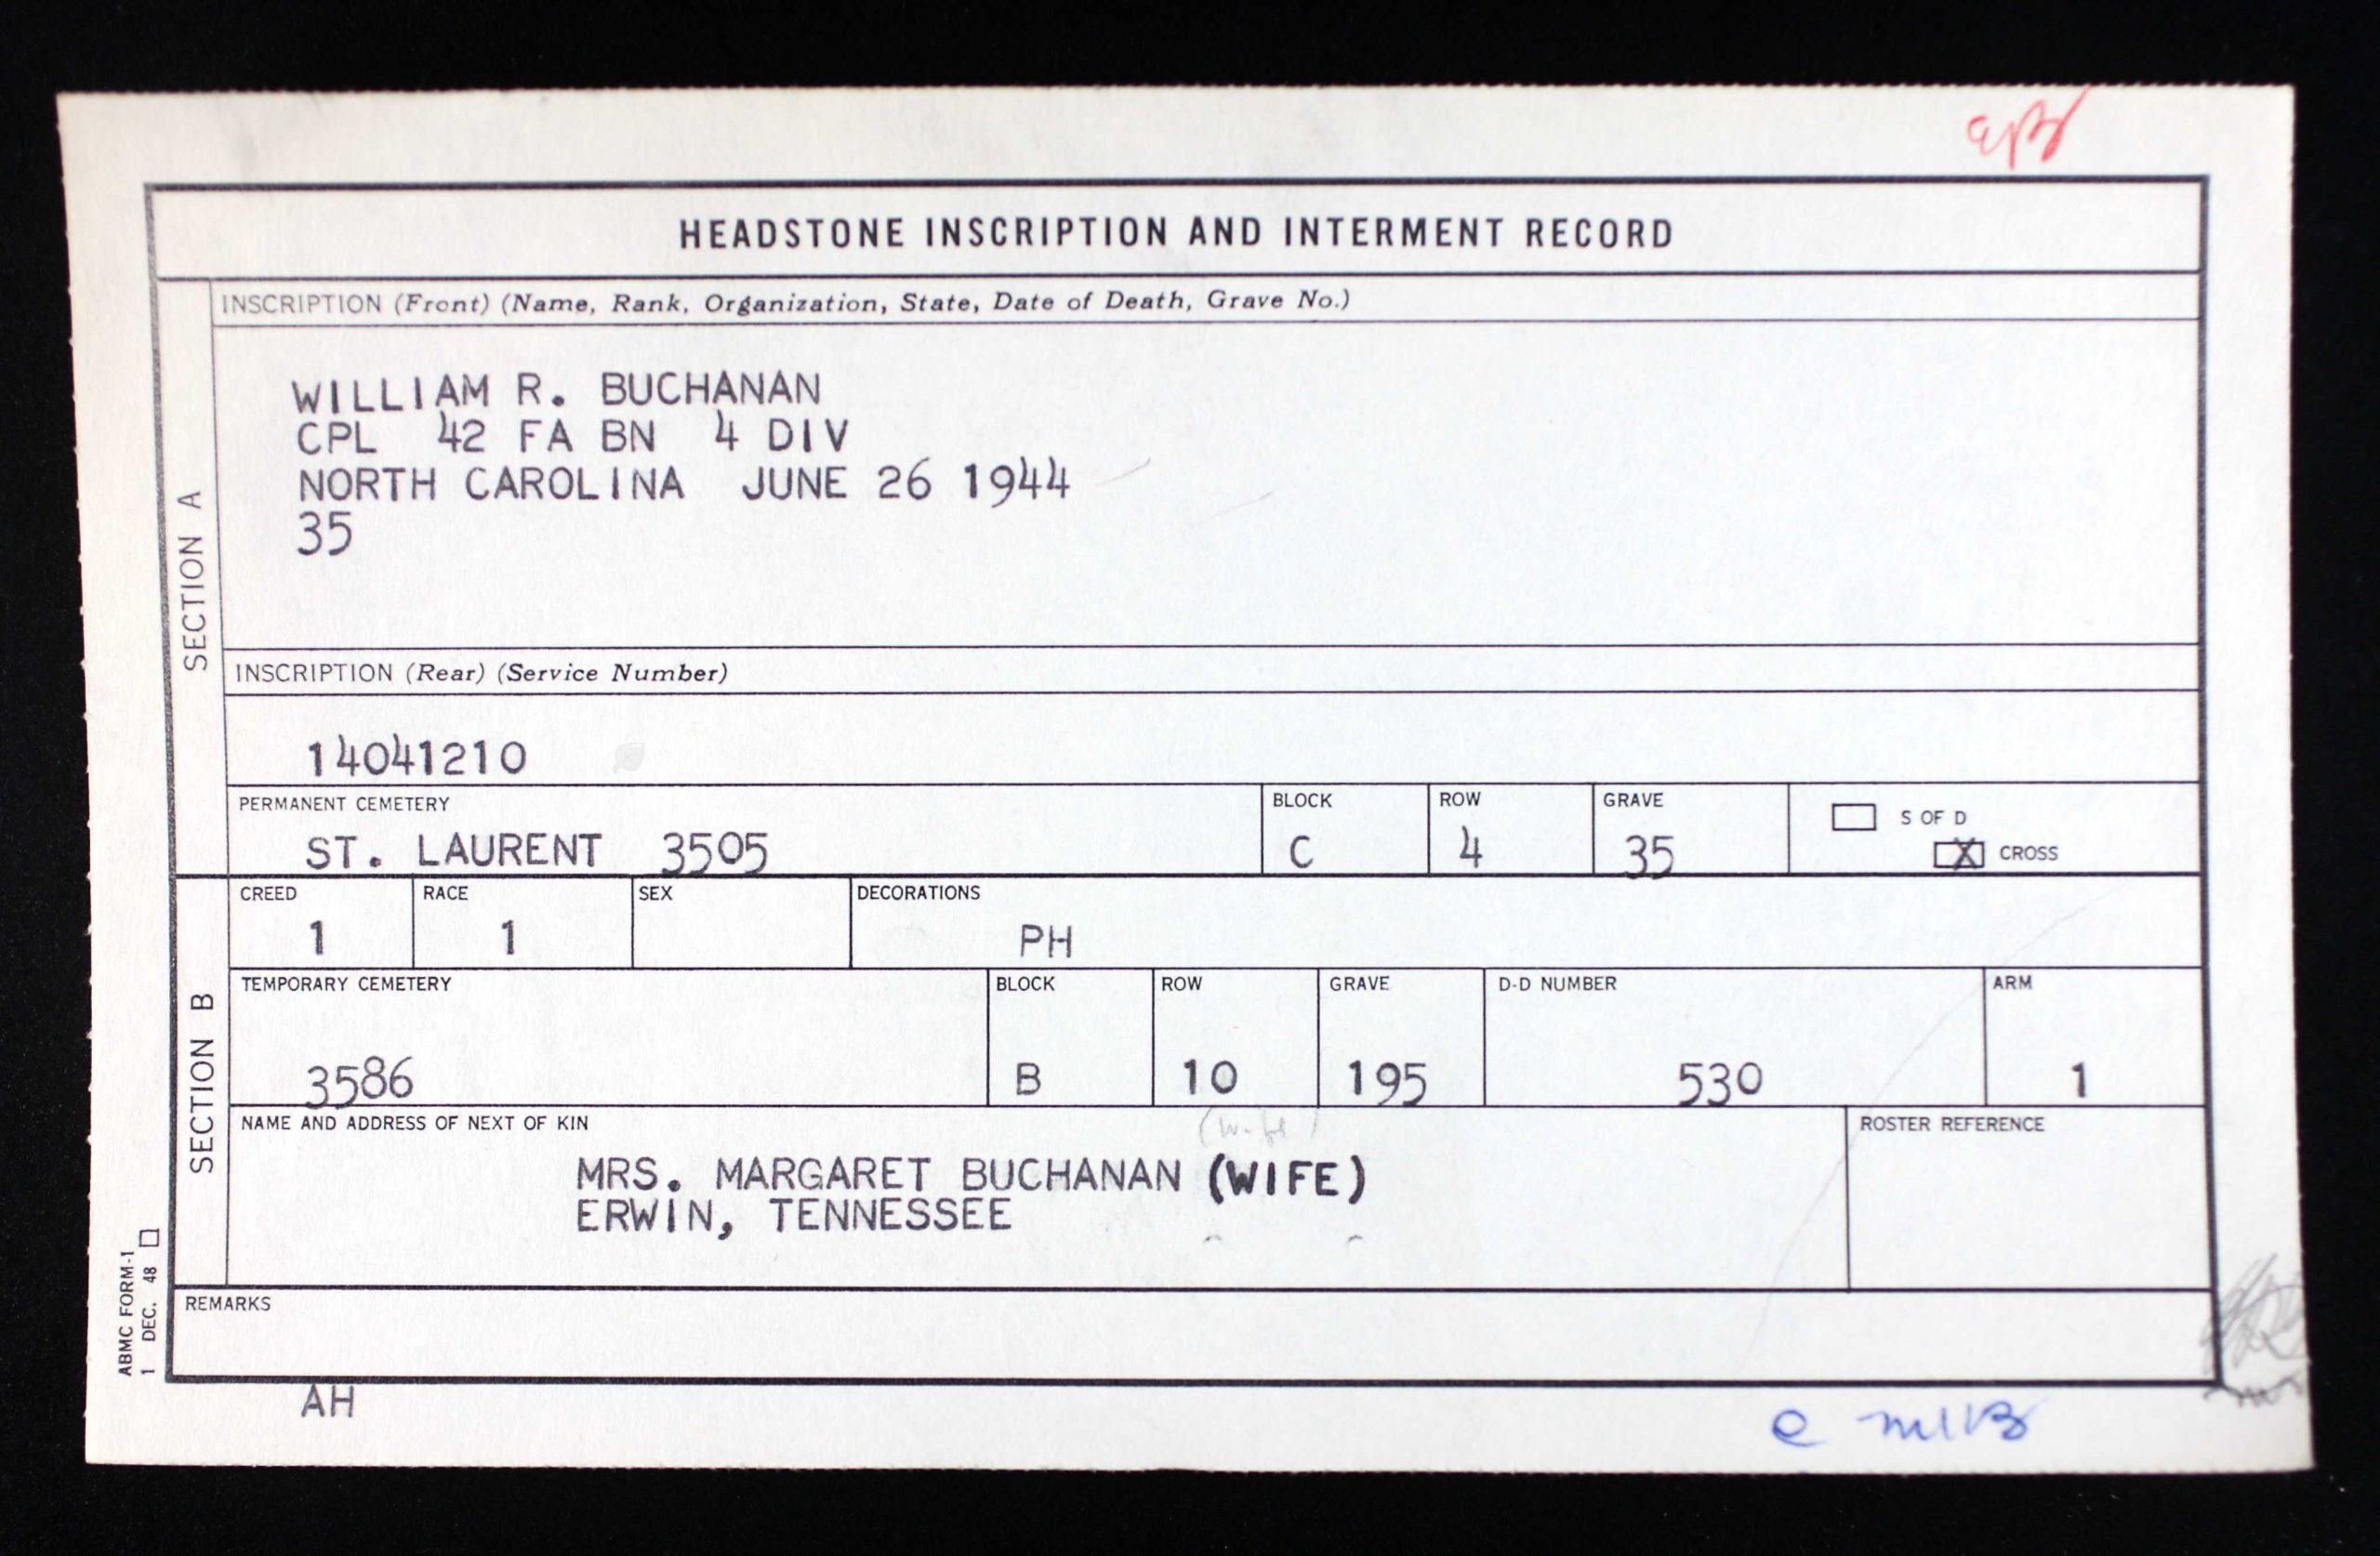 HEADSTONE INSCRIPTION AND INTERMENT RECORD
SECTION A
INSCRIPTION (Front) (Name, Rank, Organization, State, Date of Death, Grave No.)
WILLIAM R. BUCHANAN
CPL 42 FA BN 4 DIV
NORTH CAROLINA JUNE 26 1944
35
INSCRIPTION (Rear) (Service Number)
14041210
PERMANENT CEMETERY
ST. LAURENT 3505
BLOCK
C
ROW
4
GRAVE
35
S OF D
X CROSS
SECTION B
CREED
1
RACE
1
SEX
DECORATIONS
PH
TEMPORARY CEMETERY
3586
BLOCK
B
ROW
10
GRAVE
195
D-D NUMBER
530
ARM
1
NAME AND ADDRESS OF NEXT OF KIN
(Wife)
MRS. MARGARET BUCHANAN (WIFE)
ERWIN, TENNESSEE
ROSTER REFERENCE
REMARKS
ABMC FORM-1
1 DEC. 48
AH